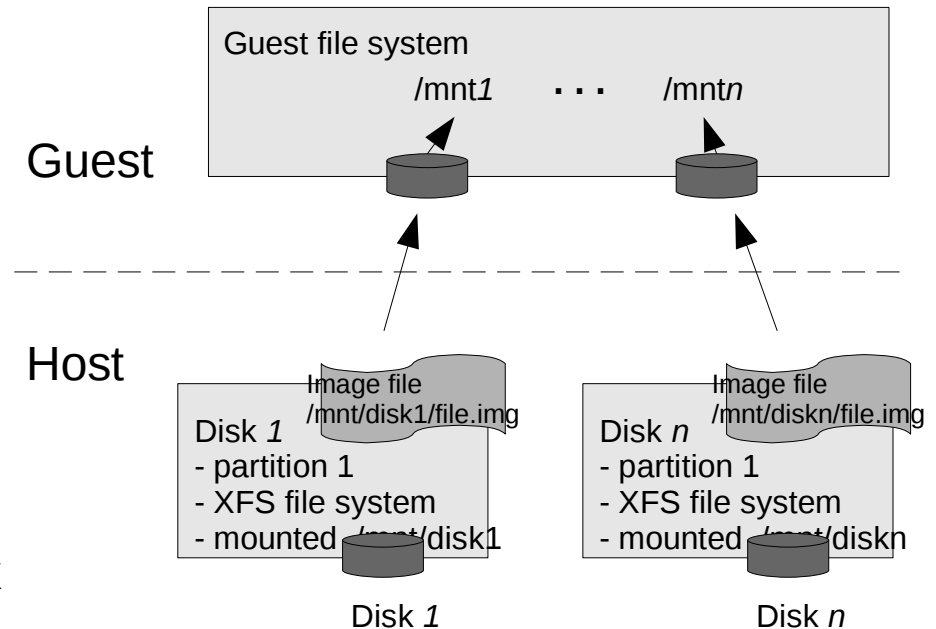 Guest file system
/mnt1 ... /mntn
Guest
Host
Image file
/mnt/disk1/file.img
Disk 1
- partition 1
- XFS file system
- mounted /mnt/disk1
Disk 1
Image file
/mnt/diskn/file.img
Disk n
- partition 1
- XFS file system
- mounted /mnt/diskn
Disk n